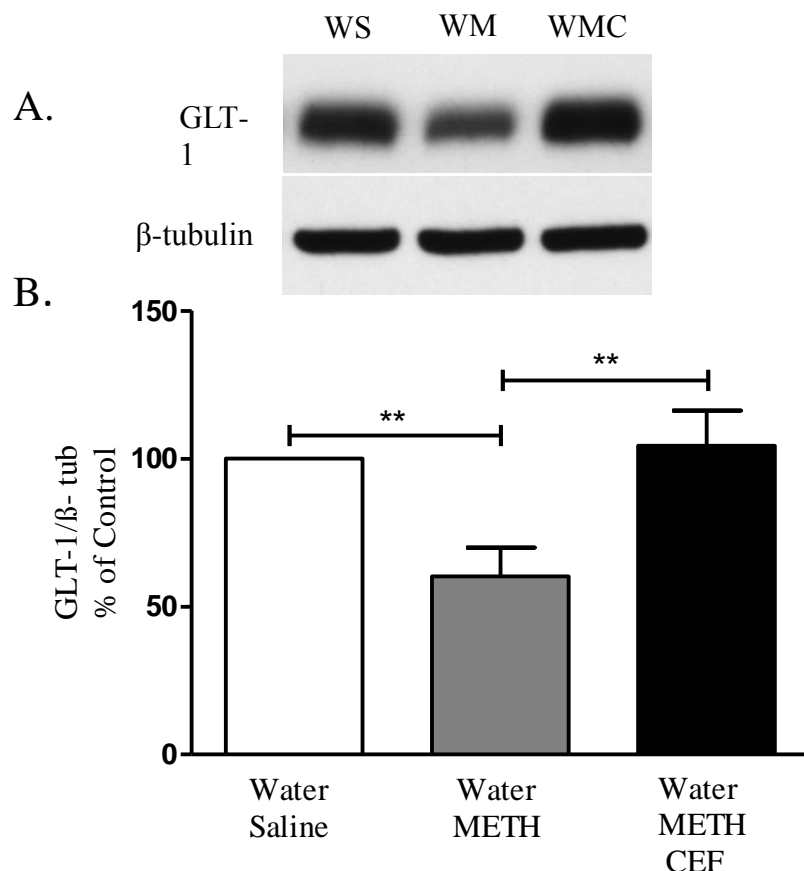 WS WM WMC
A.
GLT-
1
β-tubulin
B.
150
100
50
0
GLT-1/ß- tub
% of Control
**
**
Water
Saline
Water
METH
Water
METH
CEF